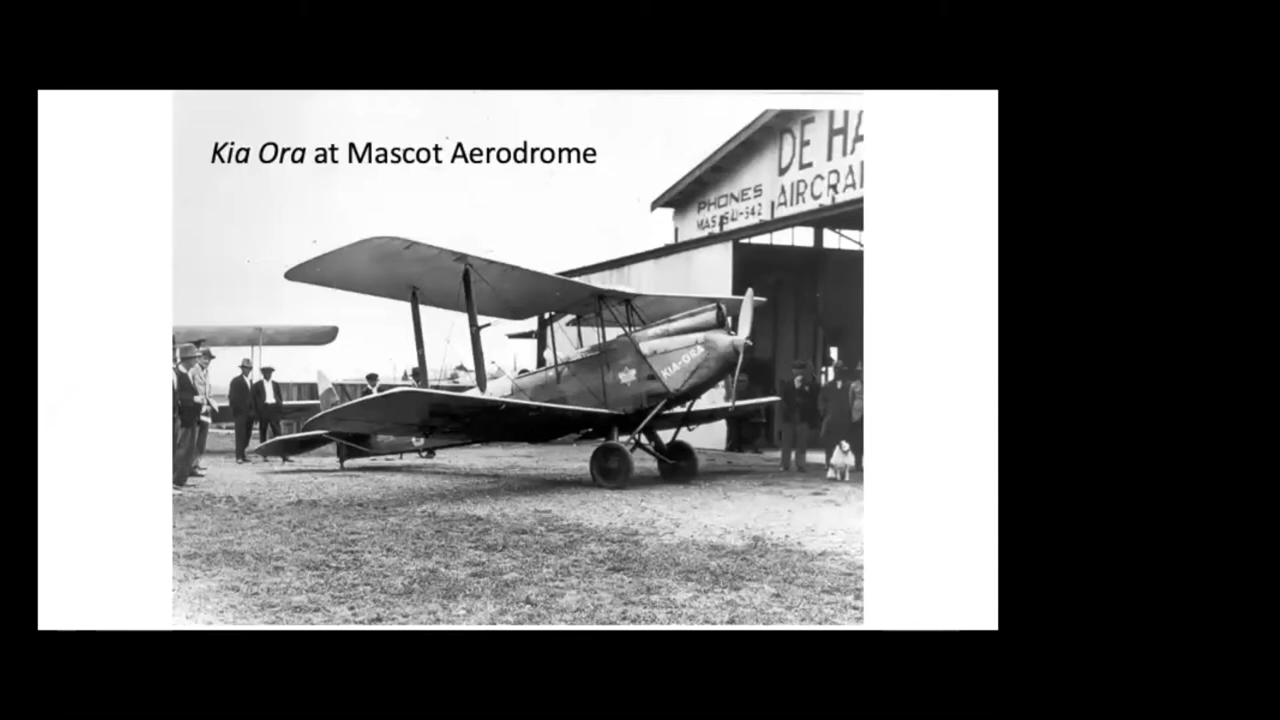 Kia Ora at Mascot Aerodrome
DE HA
AIRCRA
PHONES
KIA-ORA